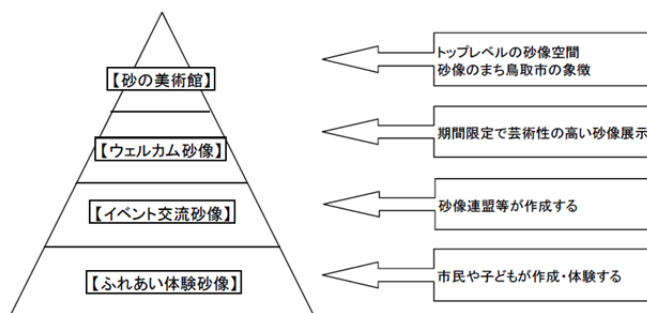 【砂の美術館】
トップレベルの砂像空間
砂像のまち鳥取市の象徴
【ウェルカム砂像】
期間限定で芸術性の高い砂像展示
【イベント交流砂像】
砂像連盟等が作成する
【ふれあい体験砂像】
市民や子どもが作成・体験する